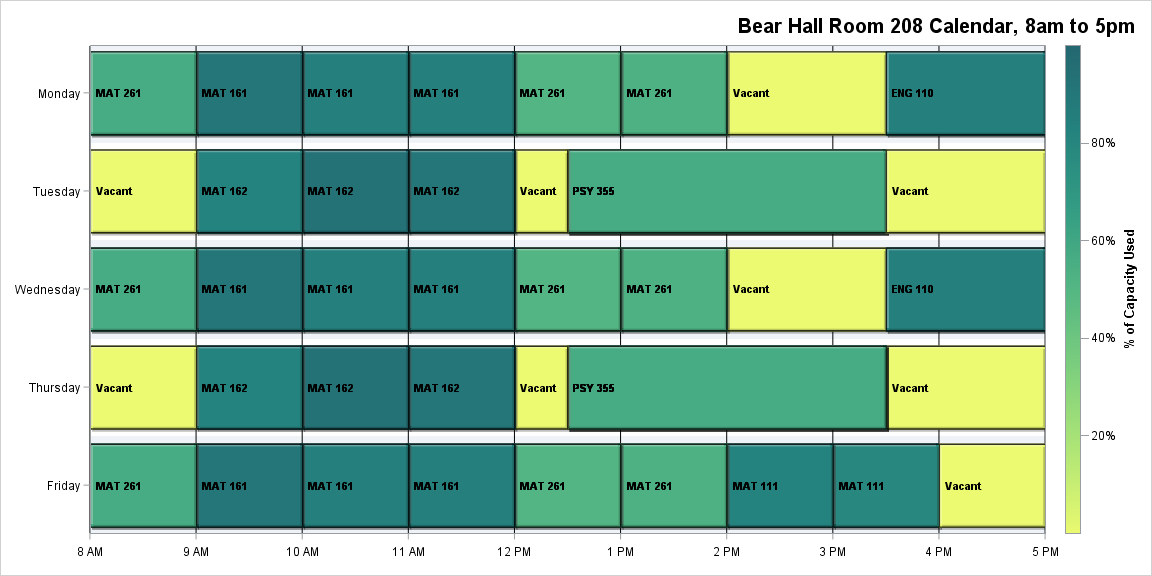 Bear Hall Room 208 Calendar, 8am to 5pm
Monday MAT 261 MAT 161 MAT 161 MAT 161 MAT 261 MAT 261 Vacant ENG 110
80%
Tuesday Vacant MAT 162 MAT 162 MAT 162 Vacant PSY 355 Vacant
60%
% of Capacity Used
Wednesday MAT 261 MAT 161 MAT 161 MAT 161 MAT 261 MAT 261 Vacant ENG 110
40%
Thursday Vacant MAT 162 MAT 162 MAT 162 Vacant PSY 355 Vacant
20%
Friday MAT 261 MAT 161 MAT 161 MAT 161 MAT 261 MAT 261 MAT 111 MAT 111 Vacant
8 AM 9 AM 10 AM 11 AM 12 PM 1 PM 2 PM 3 PM 4 PM 5 PM